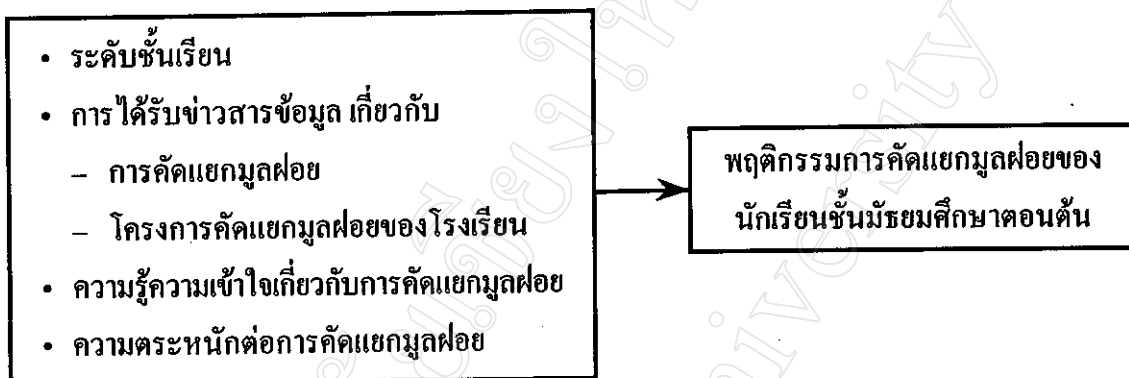 • ระดับชั้นเรียน
• การได้รับข่าวสารข้อมูล เกี่ยวกับ
– การคัดแยกมูลฝอย
– โครงการคัดแยกมูลฝอยของโรงเรียน
• ความรู้ความเข้าใจเกี่ยวกับการคัดแยกมูลฝอย
• ความตระหนักต่อการคัดแยกมูลฝอย
พฤติกรรมการคัดแยกมูลฝอยของ
นักเรียนชั้นมัธยมศึกษาตอนต้น